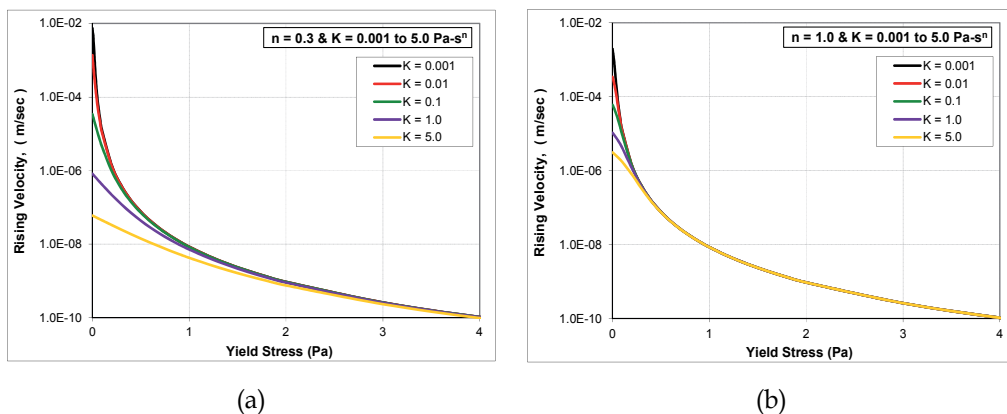 n = 0.3 & K = 0.001 to 5.0 Pa-sⁿ
K = 0.001
K = 0.01
K = 0.1
K = 1.0
K = 5.0
Rising Velocity, ( m/sec )
1.0E-02
1.0E-04
1.0E-06
1.0E-08
1.0E-10
0 1 2 3 4
Yield Stress (Pa)
(a)
n = 1.0 & K = 0.001 to 5.0 Pa-sⁿ
K = 0.001
K = 0.01
K = 0.1
K = 1.0
K = 5.0
Rising Velocity, ( m/sec )
1.0E-02
1.0E-04
1.0E-06
1.0E-08
1.0E-10
0 1 2 3 4
Yield Stress (Pa)
(b)